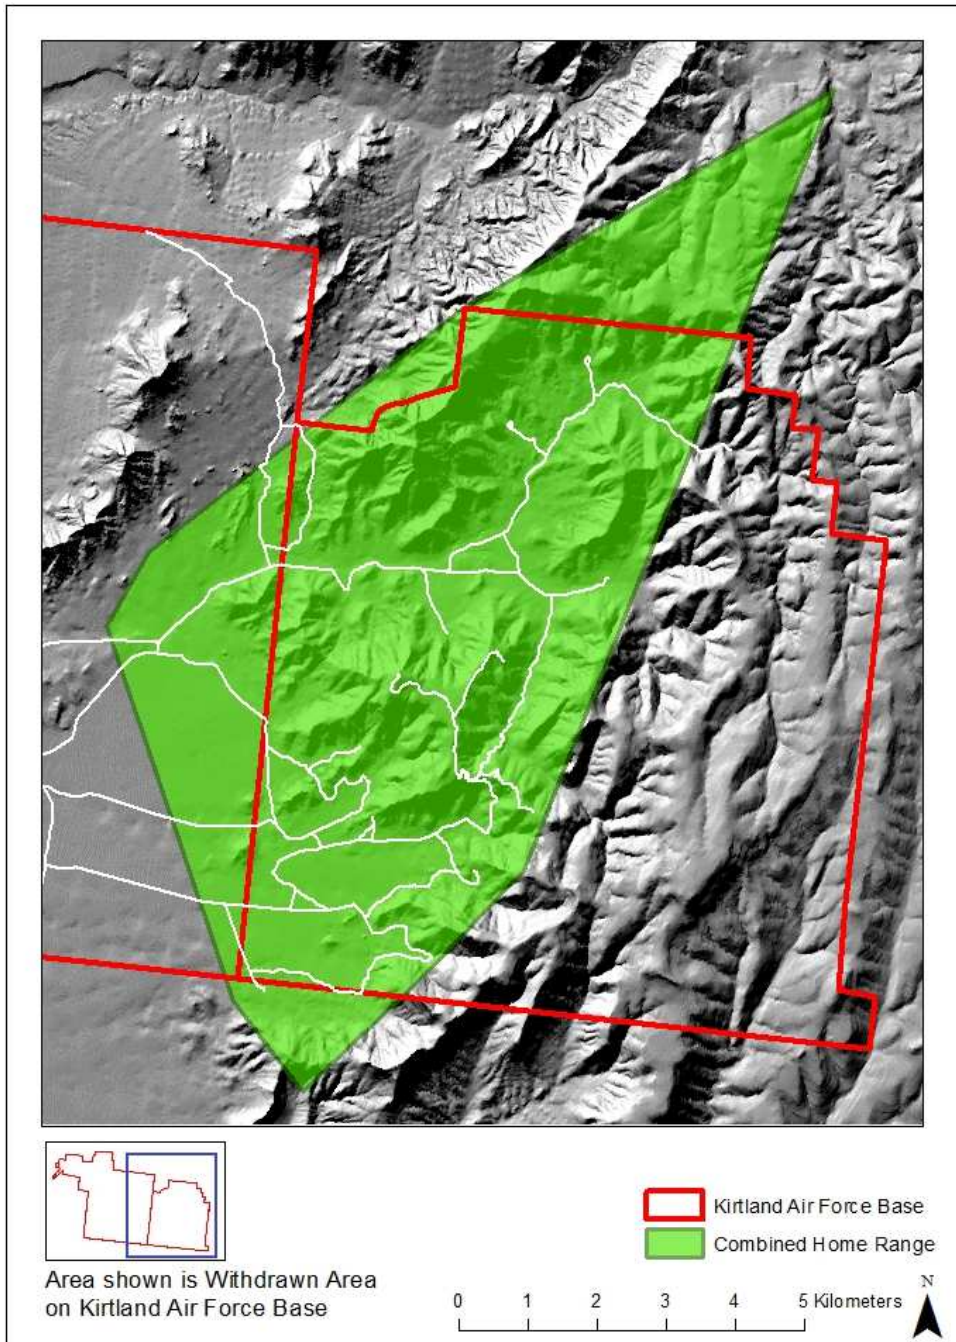 Kirtland Air Force Base
Combined Home Range
Area shown is Withdrawn Area
on Kirtland Air Force Base
0 1 2 3 4 5 Kilometers
N